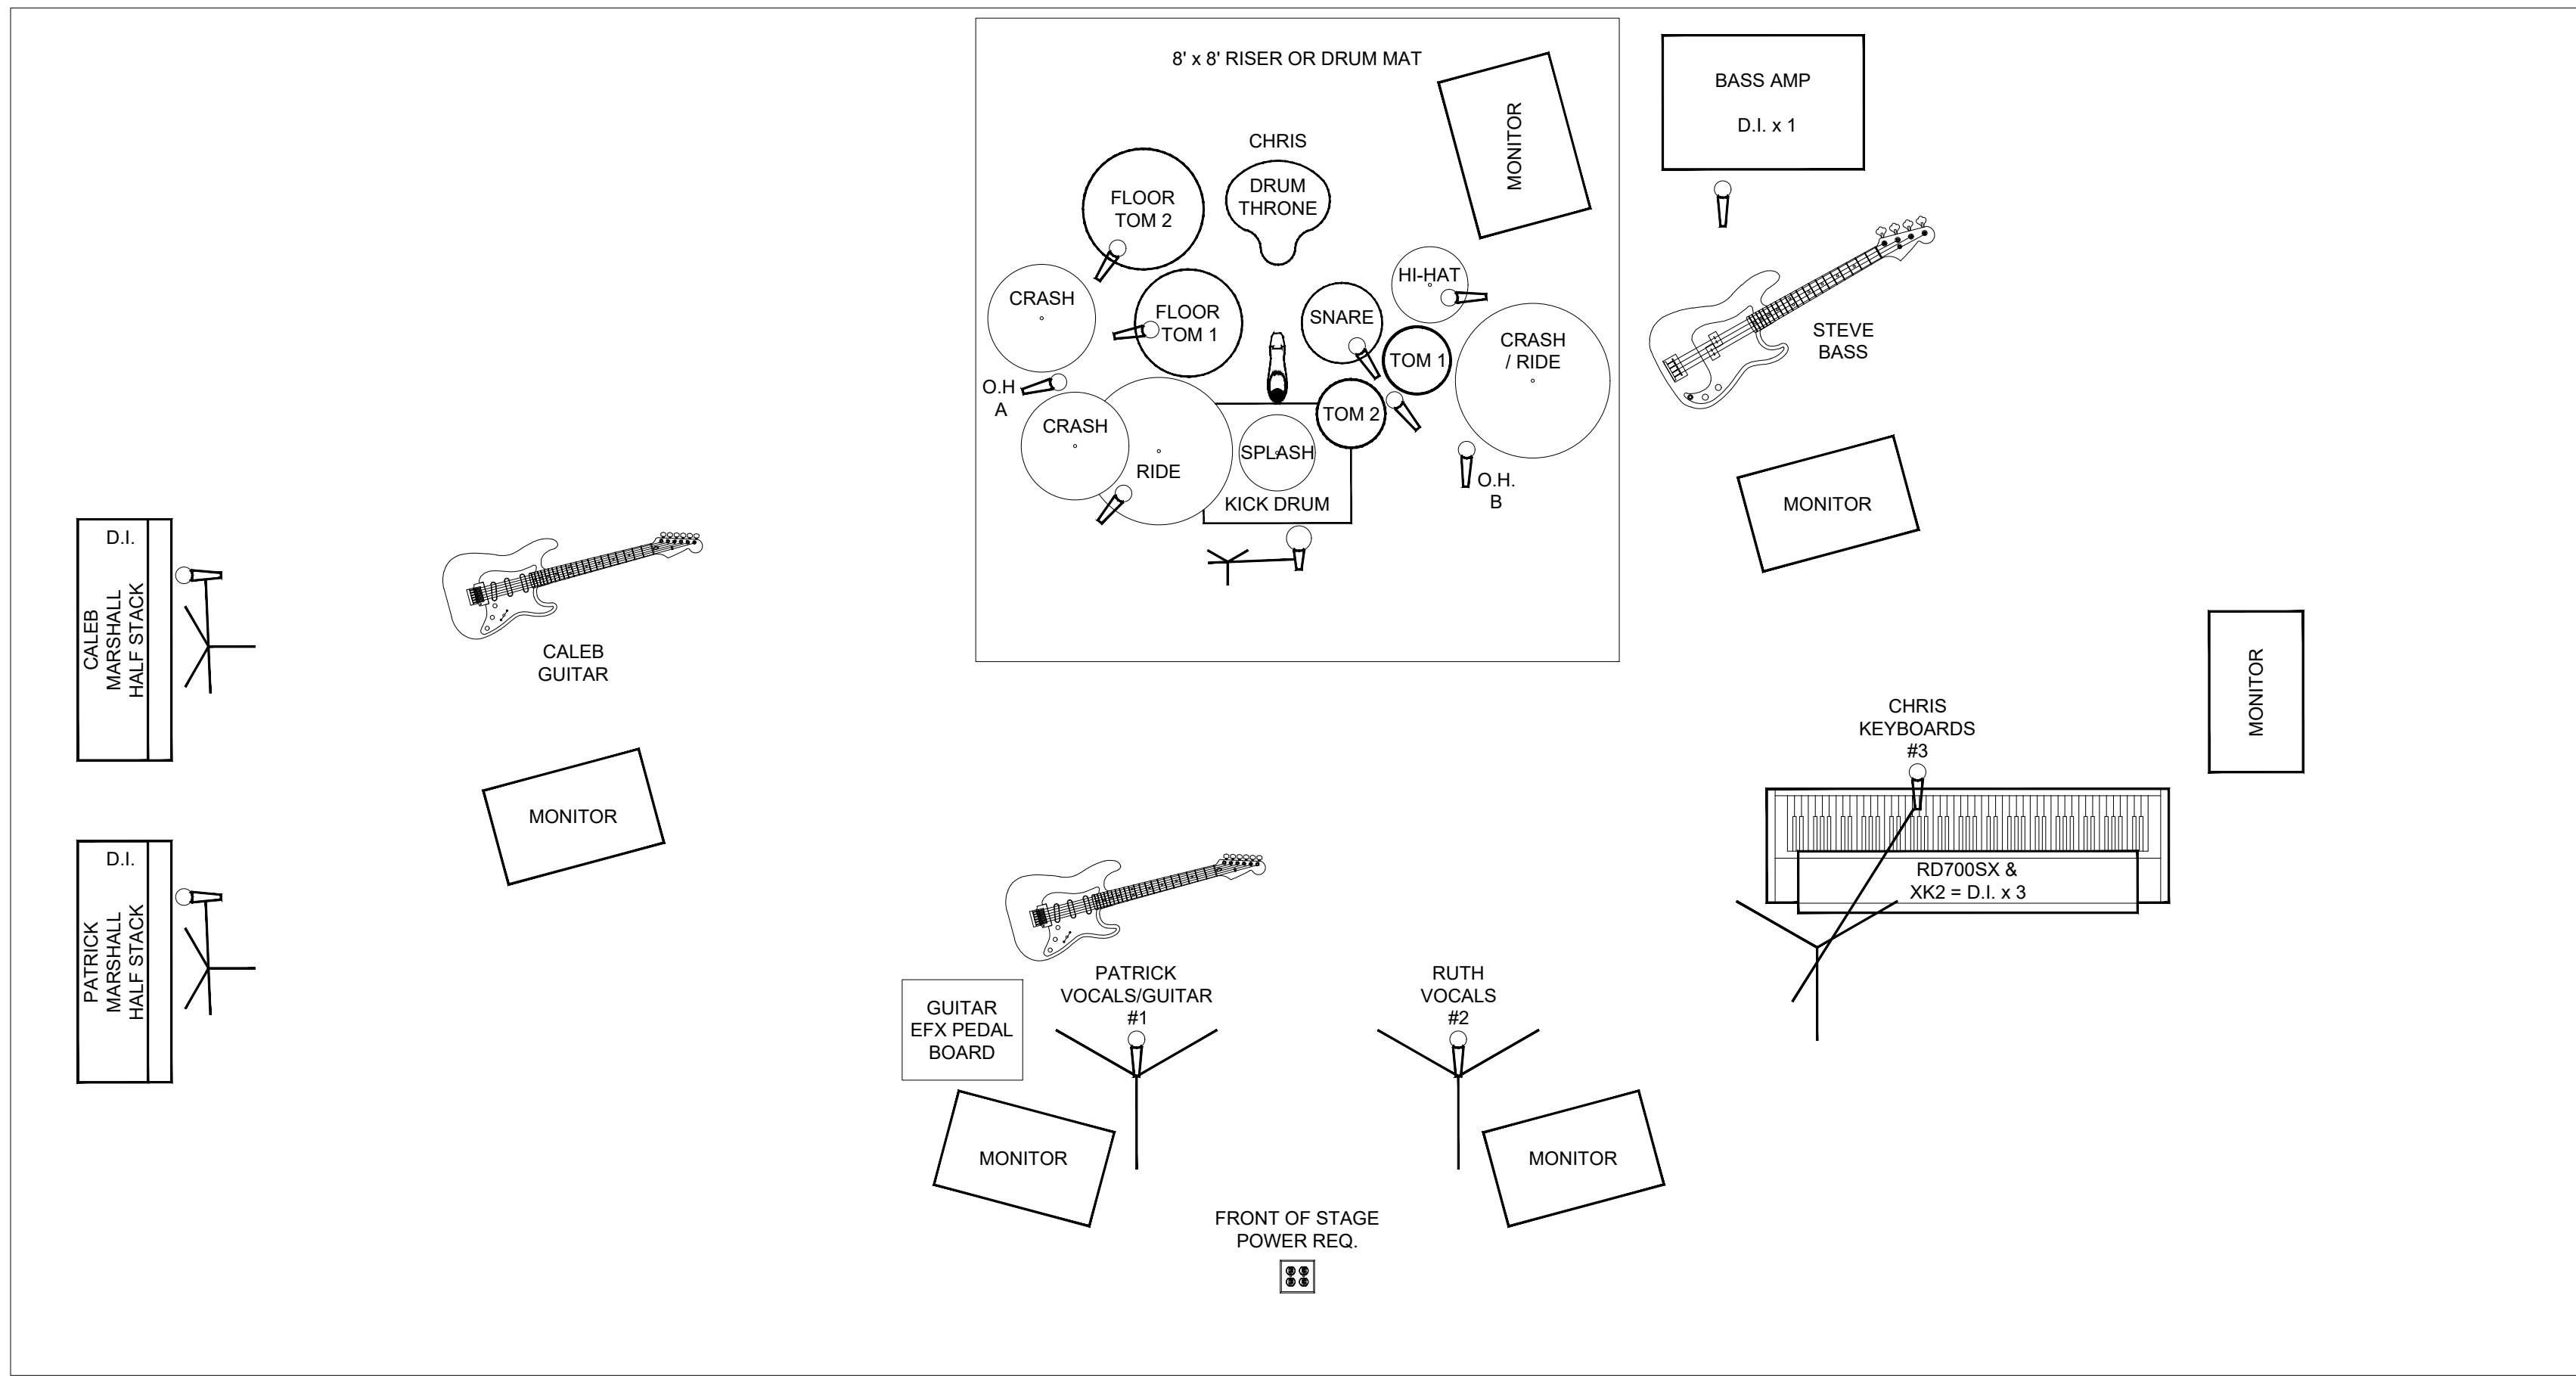 8' x 8' RISER OR DRUM MAT
BASS AMP
D.I. x 1
MONITOR
CHRIS
DRUM
THRONE
FLOOR
TOM 2
CRASH
FLOOR
TOM 1
SNARE
HI-HAT
TOM 1
CRASH
/ RIDE
STEVE
BASS
O.H
A
CRASH
RIDE
SPLASH
TOM 2
KICK DRUM
O.H.
B
MONITOR
D.I.
CALEB
MARSHALL
HALF STACK
CALEB
GUITAR
MONITOR
CHRIS
KEYBOARDS
#3
MONITOR
D.I.
PATRICK
MARSHALL
HALF STACK
RD700SX &
XK2 = D.I. x 3
GUITAR
EFX PEDAL
BOARD
PATRICK
VOCALS/GUITAR
#1
RUTH
VOCALS
#2
MONITOR
MONITOR
FRONT OF STAGE
POWER REQ.